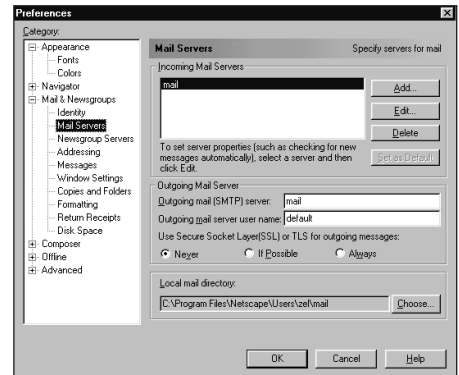 Preferences
Category:
Appearance
Fonts
Colors
Navigator
Mail & Newsgroups
Identity
Mail Servers
Newsgroup Servers
Addressing
Messages
Window Settings
Copies and Folders
Formatting
Return Receipts
Disk Space
Composer
Offline
Advanced
Mail Servers Specify servers for mail
Incoming Mail Servers
mail
Add...
Edit...
Delete
Set as Default
To set server properties (such as checking for new
messages automatically), select a server and then
click Edit.
Outgoing Mail Server
Outgoing mail (SMTP) server: mail
Outgoing mail server user name: default
Use Secure Socket Layer(SSL) or TLS for outgoing messages:
Never If Possible Always
Local mail directory:
C:\Program Files\Netscape\Users\zel\mail Choose...
OK Cancel Help